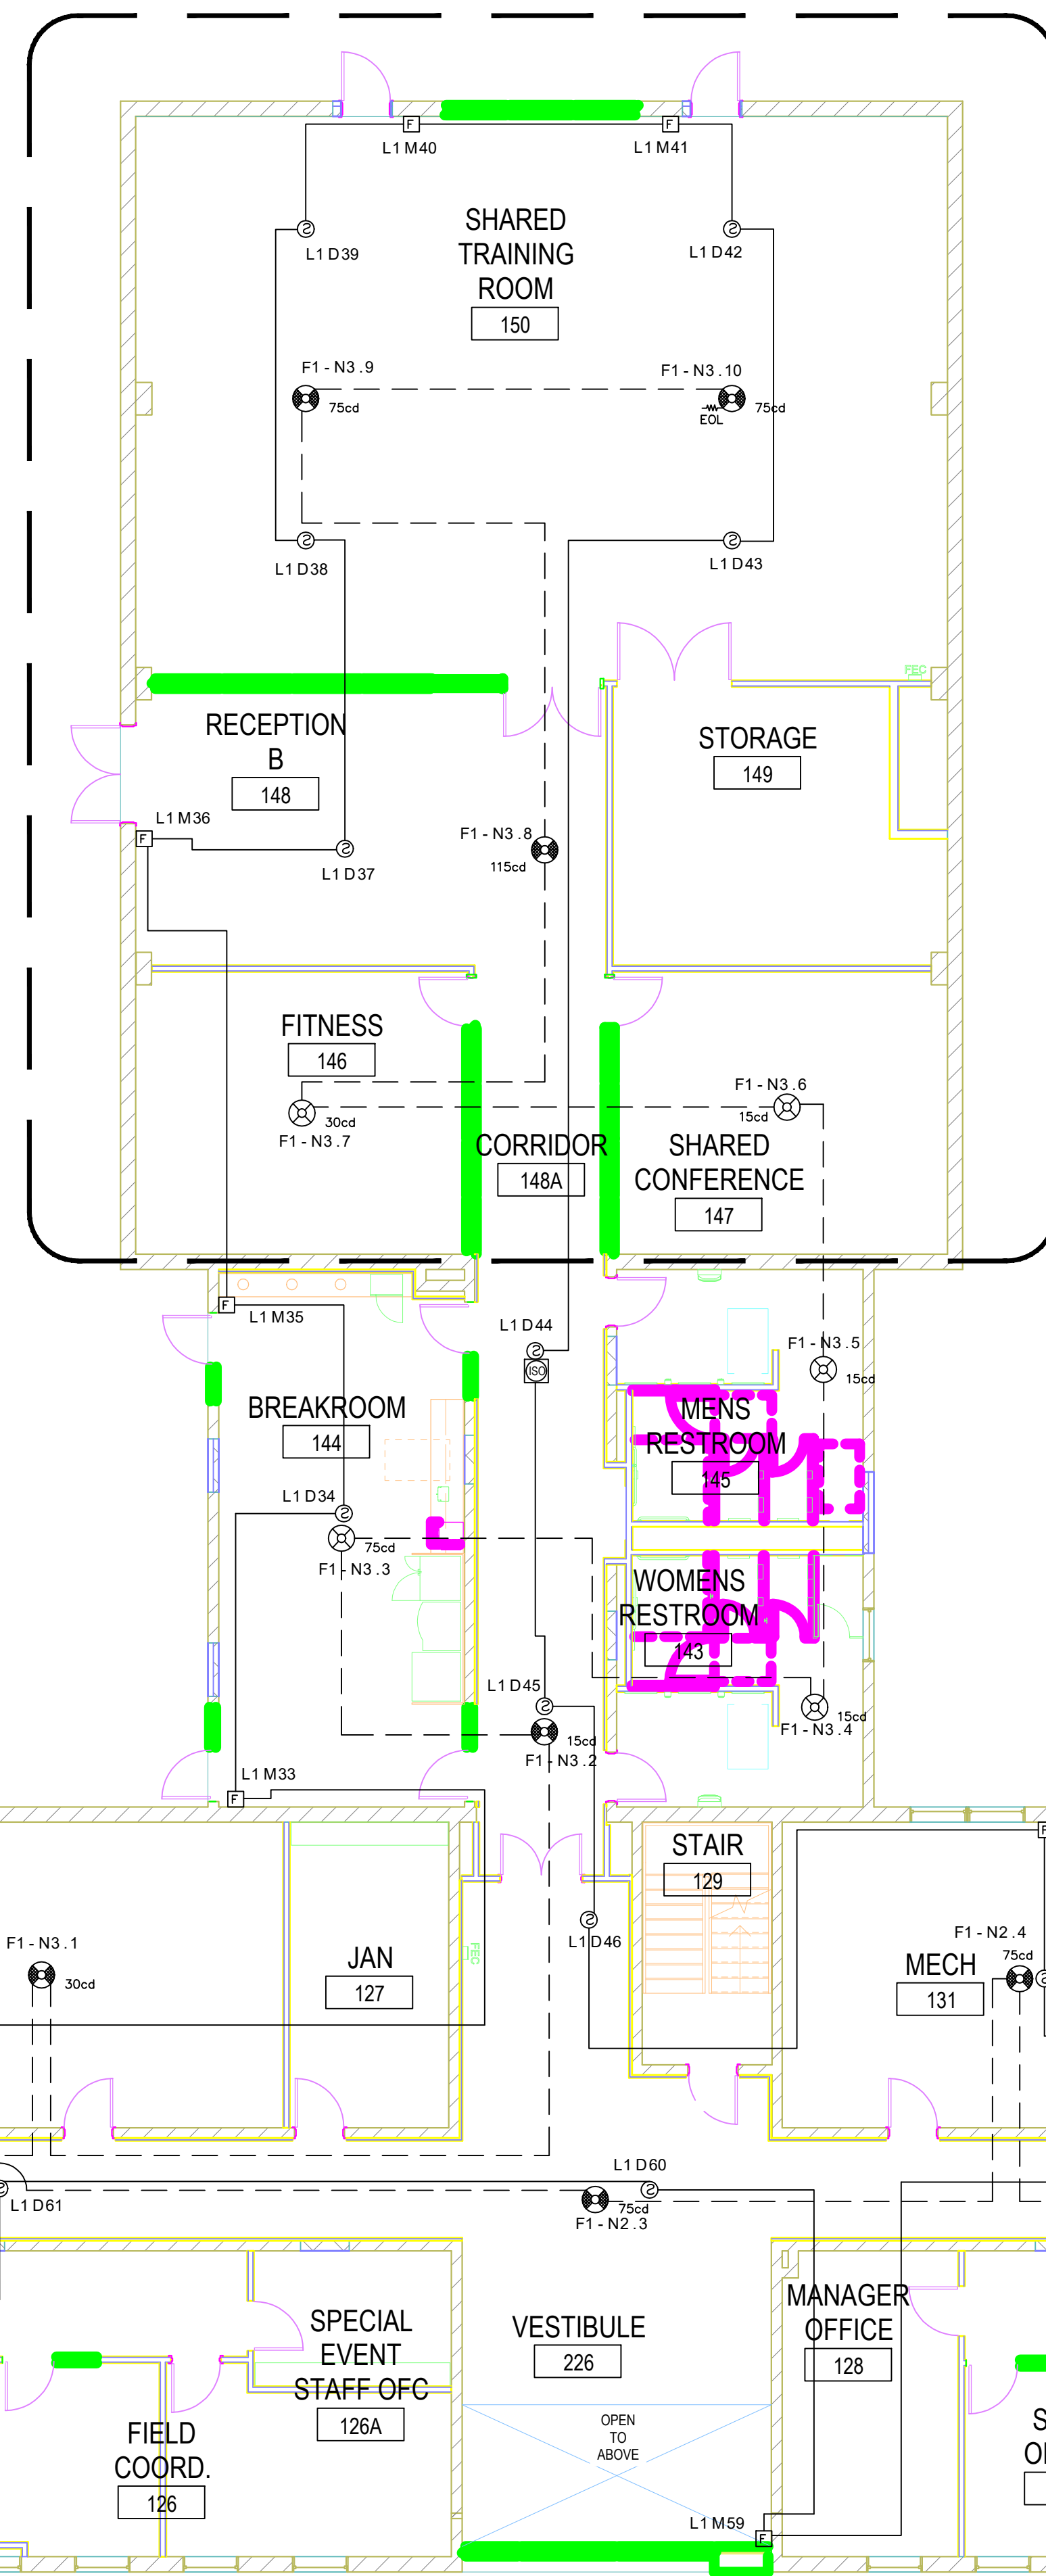 F
F
L1 M40
L1 M41
SHARED
TRAINING
ROOM
150
L1 D39
L1 D42
F1 - N3 .9
75cd
F1 - N3 .10
75cd
EOL
L1 D38
L1 D43
FEC
RECEPTION
B
148
STORAGE
149
L1 M36
F
L1 D37
F1 - N3 .8
115cd
FITNESS
146
30cd
F1 - N3 .7
F1 - N3 .6
15cd
CORRIDOR
148A
SHARED
CONFERENCE
147
F
L1 M35
L1 D44
ISO
F1 - N3 .5
15cd
BREAKROOM
144
MENS
RESTROOM
145
L1 D34
75cd
F1 - N3 .3
WOMENS
RESTROOM
143
L1 D45
15cd
F1 - N3 .2
15cd
F1 - N3 .4
L1 M33
F
F
STAIR
129
F1 - N3 .1
30cd
JAN
127
FEC
L1 D46
F1 - N2 .4
75cd
MECH
131
L1 D61
L1 D60
75cd
F1 - N2 .3
SPECIAL
EVENT
STAFF OFC
126A
VESTIBULE
226
MANAGER
OFFICE
128
OPEN
TO
ABOVE
FIELD
COORD.
126
L1 M59
F